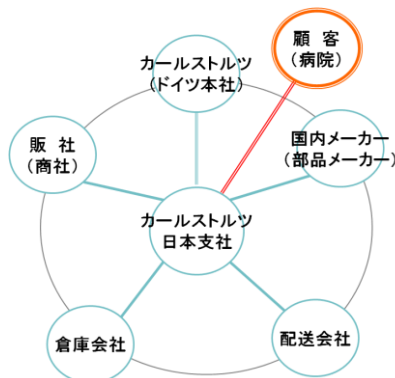 顧 客
（病院）
カールストルツ
（ドイツ本社）
国内メーカー
（部品メーカー）
販 社
（商社）
カールストルツ
日本支社
倉庫会社
配送会社